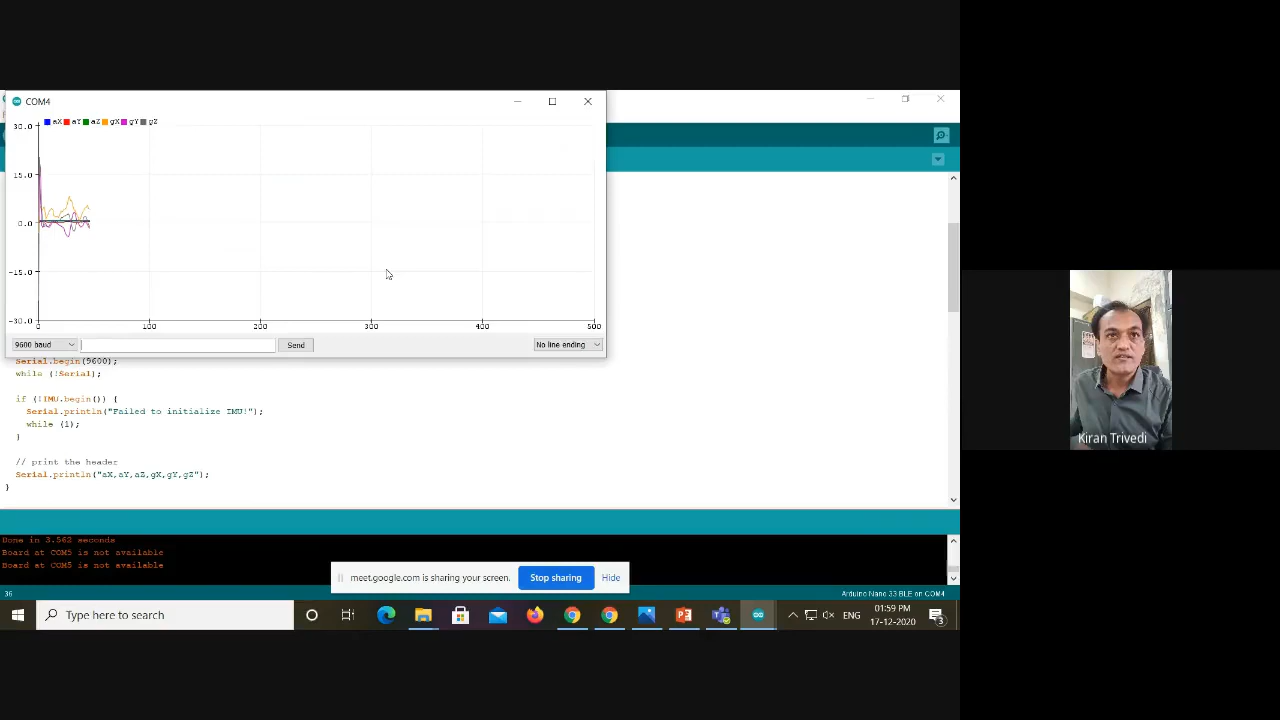 COM4
aX aY aZ gX gY gZ
30.0
15.0
0.0
-15.0
-30.0
0 100 200 300 400 500
9600 baud
Send
No line ending
Serial.begin(9600);
while (!Serial);
if (!IMU.begin()) {
Serial.println("Failed to initialize IMU!");
while (1);
}
// print the header
Serial.println("aX,aY,aZ,gX,gY,gZ");
}
Done in 3.562 seconds
Board at COM5 is not available
Board at COM5 is not available
meet.google.com is sharing your screen. Stop sharing Hide
36
Arduino Nano 33 BLE on COM4
Type here to search
ENG
01:59 PM
17-12-2020
3
Kiran Trivedi